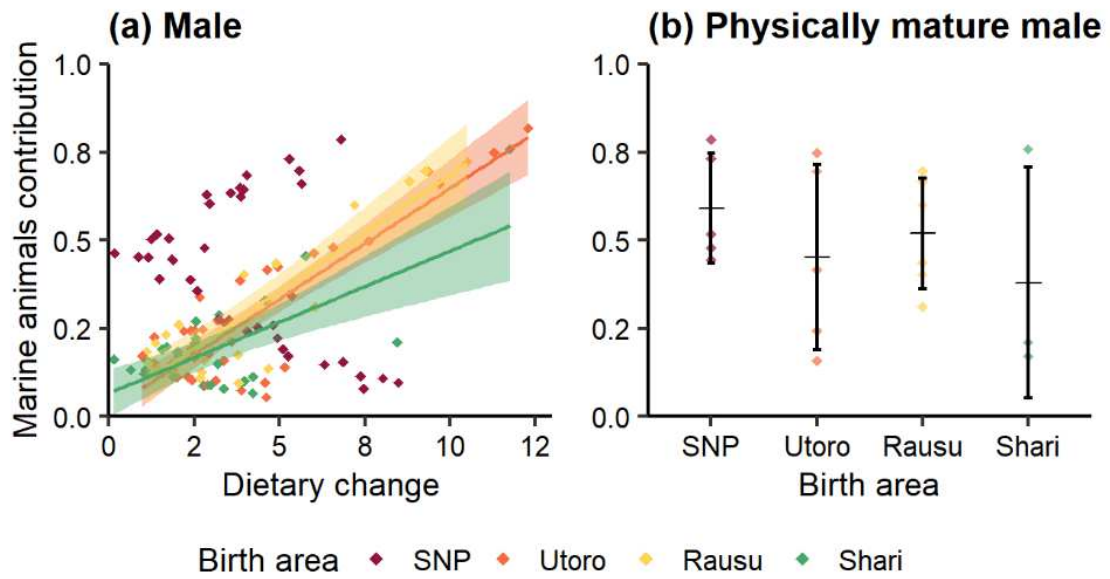 (a) Male
(b) Physically mature male
Marine animals contribution
1.0
0.8
0.5
0.2
0.0
0 2 5 8 10 12
Dietary change
1.0
0.8
0.5
0.2
0.0
SNP Utoro Rausu Shari
Birth area
Birth area SNP Utoro Rausu Shari